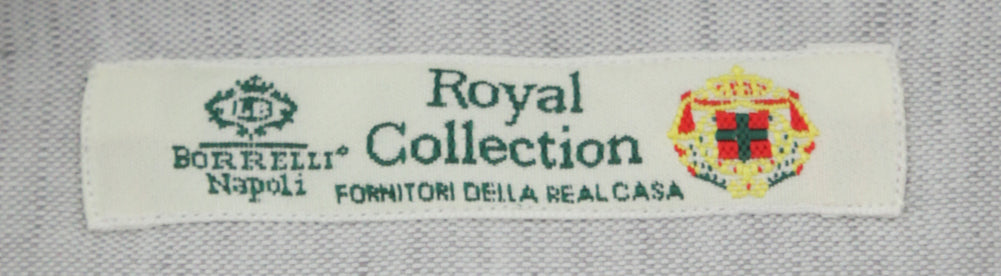 LB
BORRELLI®
Napoli
Royal
Collection
FORNITORI DELLA REAL CASA